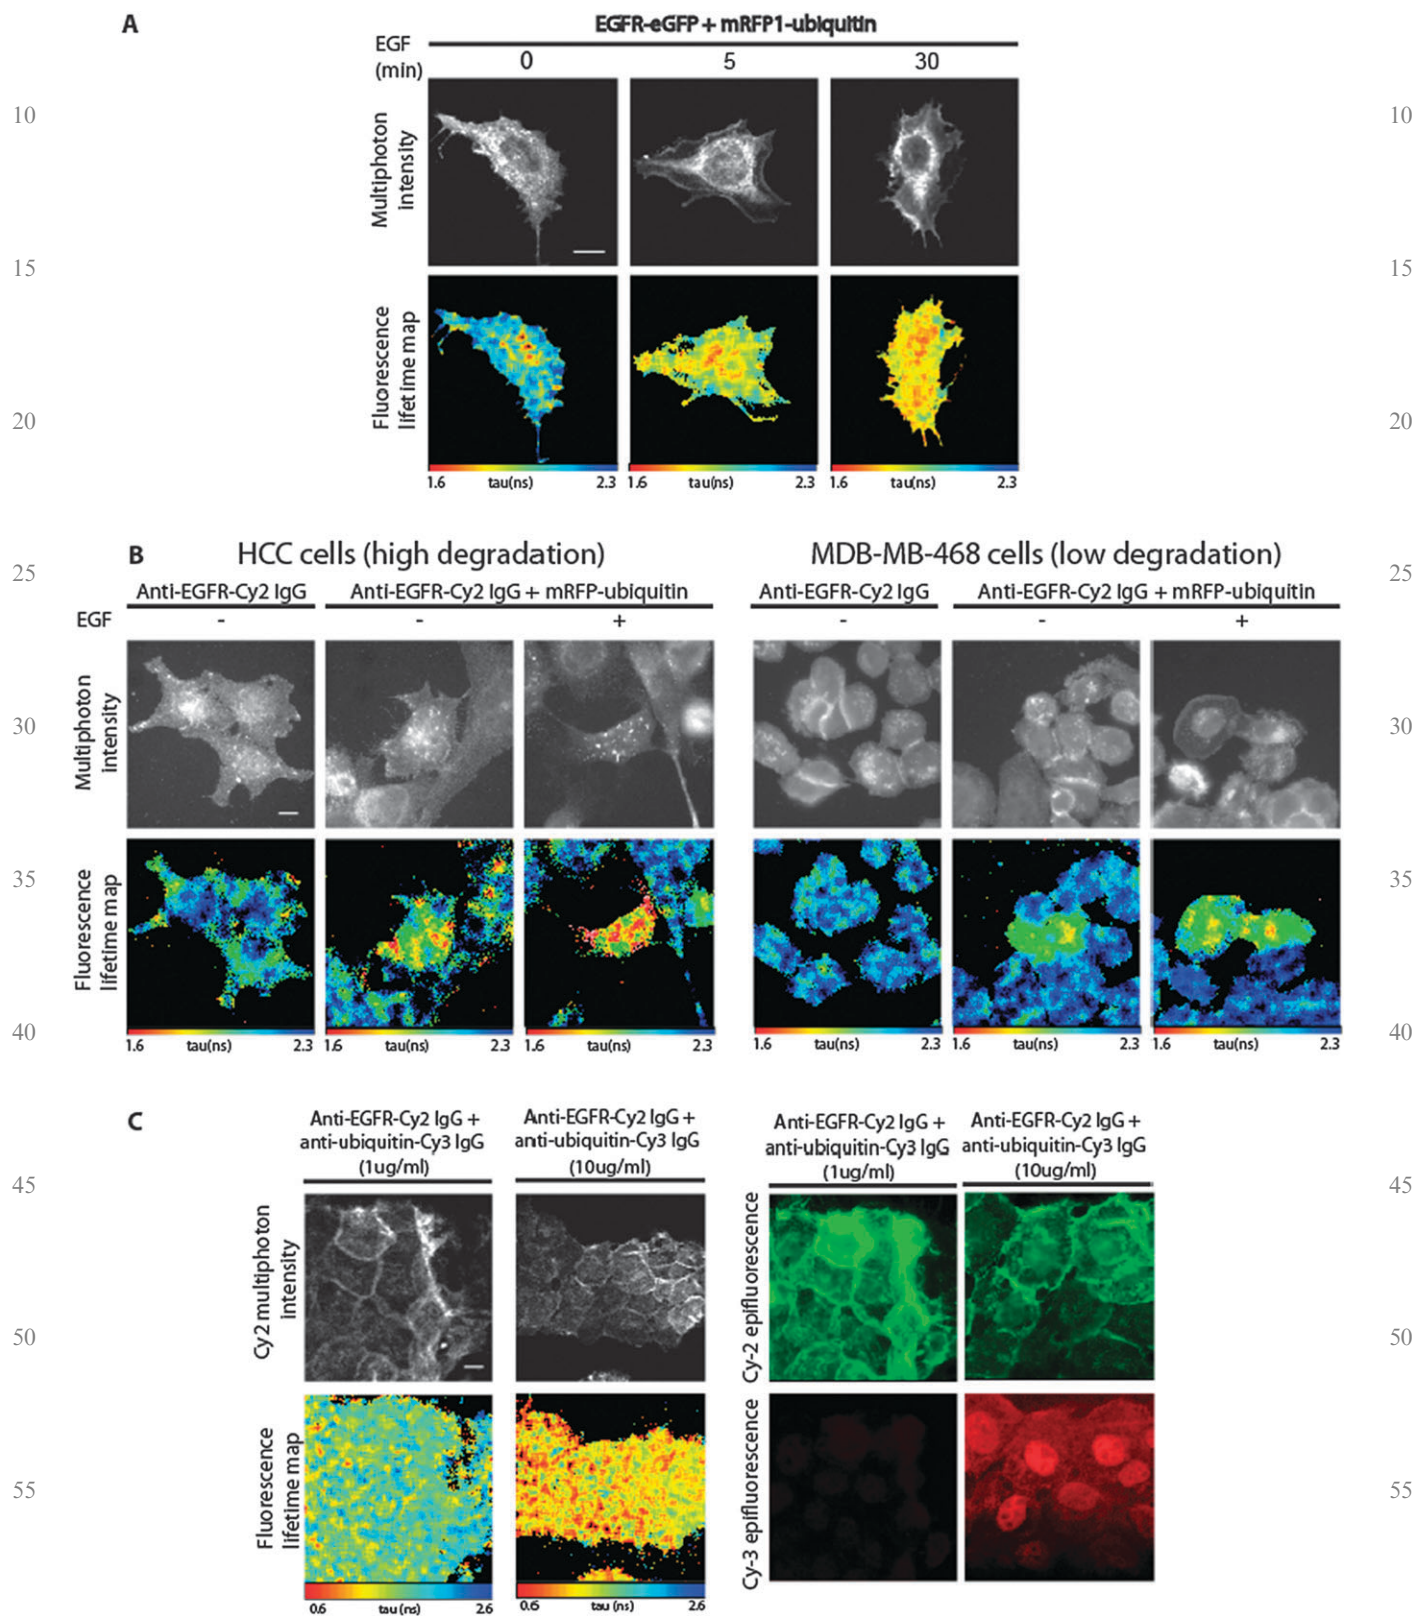 A
EGFR-eGFP + mRFP1-ubiquitin
EGF
(min)
0
5
30
10
10
Multiphoton
intensity
15
15
Fluorescence
lifetime map
20
20
1.6 tau(ns) 2.3
1.6 tau(ns) 2.3
1.6 tau(ns) 2.3
B
HCC cells (high degradation)
MDB-MB-468 cells (low degradation)
25
25
Anti-EGFR-Cy2 IgG
Anti-EGFR-Cy2 IgG + mRFP-ubiquitin
Anti-EGFR-Cy2 IgG
Anti-EGFR-Cy2 IgG + mRFP-ubiquitin
EGF
-
-
+
-
-
+
Multiphoton
intensity
30
30
Fluorescence
lifetime map
35
35
40
40
1.6 tau(ns) 2.3
1.6 tau(ns) 2.3
1.6 tau(ns) 2.3
1.6 tau(ns) 2.3
1.6 tau(ns) 2.3
1.6 tau(ns) 2.3
C
Anti-EGFR-Cy2 IgG +
anti-ubiquitin-Cy3 IgG
(1ug/ml)
Anti-EGFR-Cy2 IgG +
anti-ubiquitin-Cy3 IgG
(10ug/ml)
Anti-EGFR-Cy2 IgG +
anti-ubiquitin-Cy3 IgG
(1ug/ml)
Anti-EGFR-Cy2 IgG +
anti-ubiquitin-Cy3 IgG
(10ug/ml)
45
45
Cy2 multiphoton
intensity
Cy-2 epifluorescence
50
50
Fluorescence
lifetime map
Cy-3 epifluorescence
55
55
0.6 tau (ns) 2.6
0.6 tau (ns) 2.6